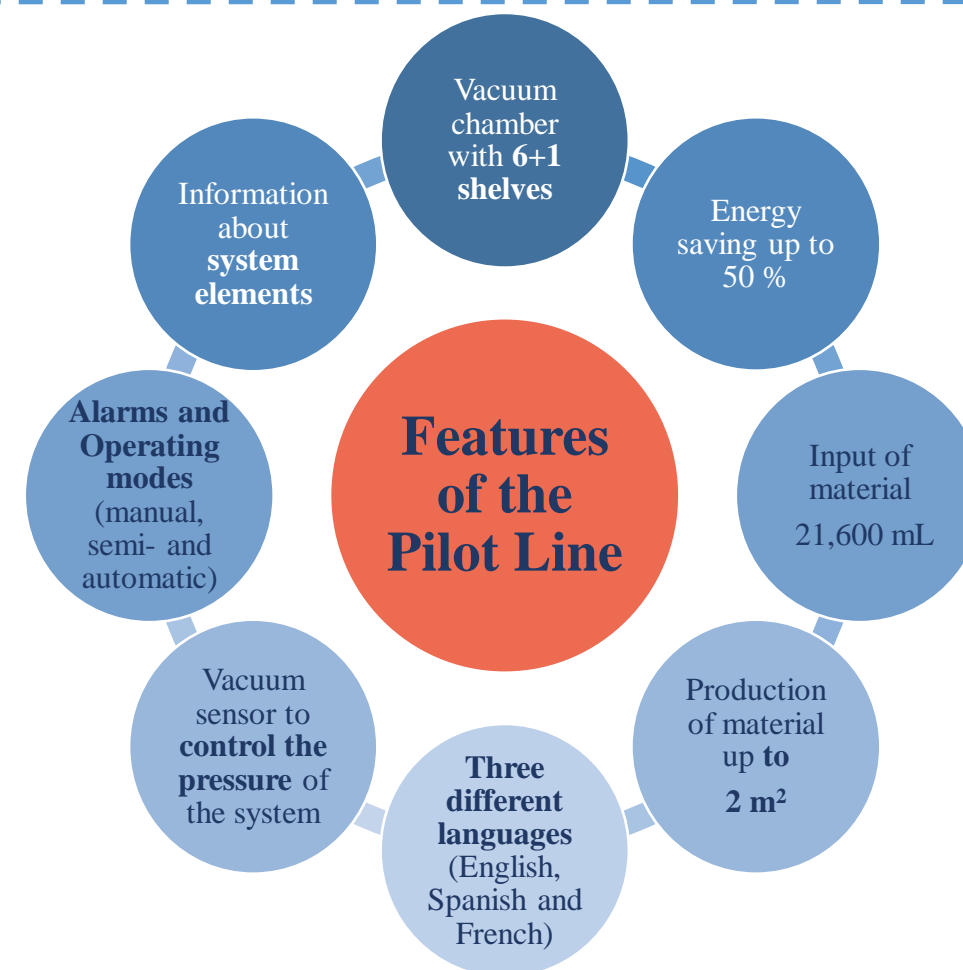 Vacuum
chamber
with 6+1
shelves
Energy
saving up to
50 %
Input of
material
21,600 mL
Production
of material
up to
2 m²
Three
different
languages
(English,
Spanish and
French)
Vacuum
sensor to
control the
pressure of
the system
Alarms and
Operating
modes
(manual,
semi- and
automatic)
Information
about
system
elements
Features
of the
Pilot Line